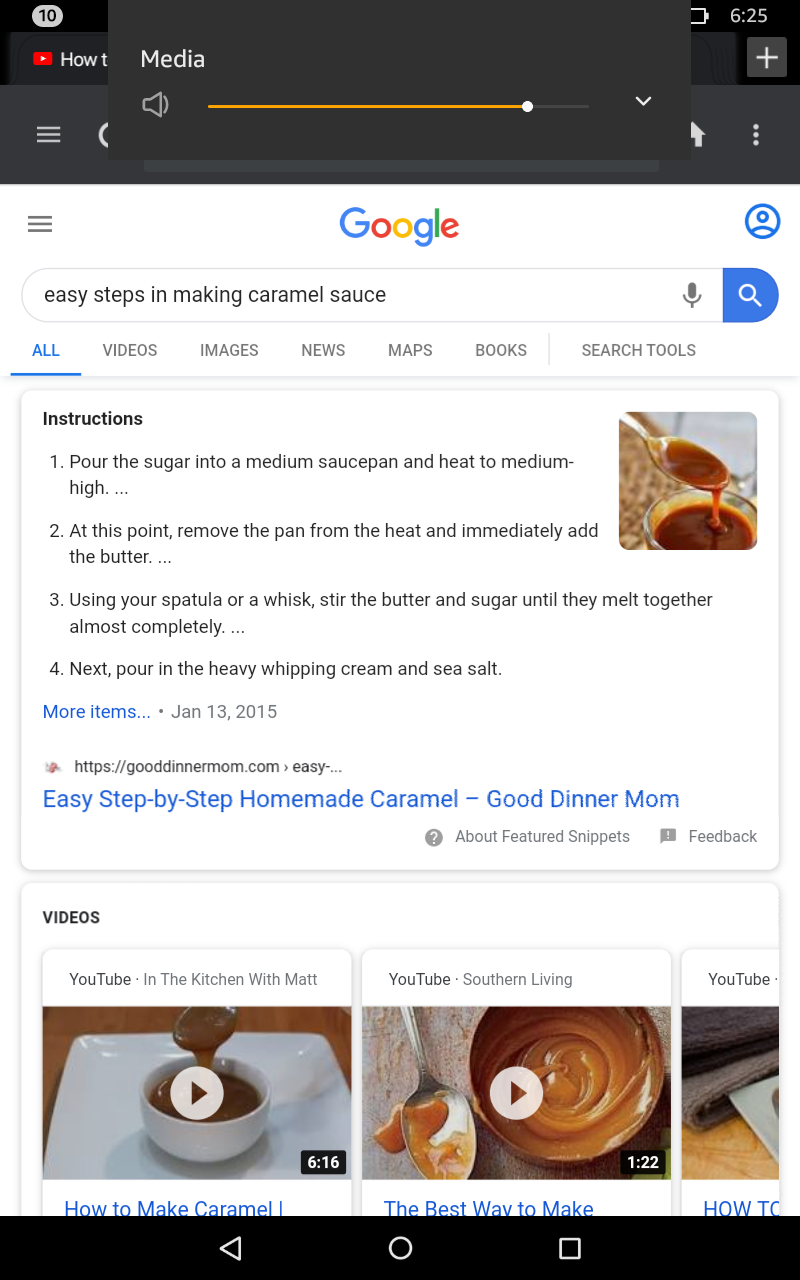 10
6:25
How t
Media
Google
easy steps in making caramel sauce
ALL VIDEOS IMAGES NEWS MAPS BOOKS SEARCH TOOLS
Instructions
1. Pour the sugar into a medium saucepan and heat to medium-
high. ...
2. At this point, remove the pan from the heat and immediately add
the butter. ...
3. Using your spatula or a whisk, stir the butter and sugar until they melt together
almost completely. ...
4. Next, pour in the heavy whipping cream and sea salt.
More items... • Jan 13, 2015
https://gooddinnermom.com › easy-...
Easy Step-by-Step Homemade Caramel – Good Dinner Mom
About Featured Snippets Feedback
VIDEOS
YouTube · In The Kitchen With Matt
YouTube · Southern Living
YouTube ·
6:16
1:22
How to Make Caramel |
The Best Way to Make
HOW TO